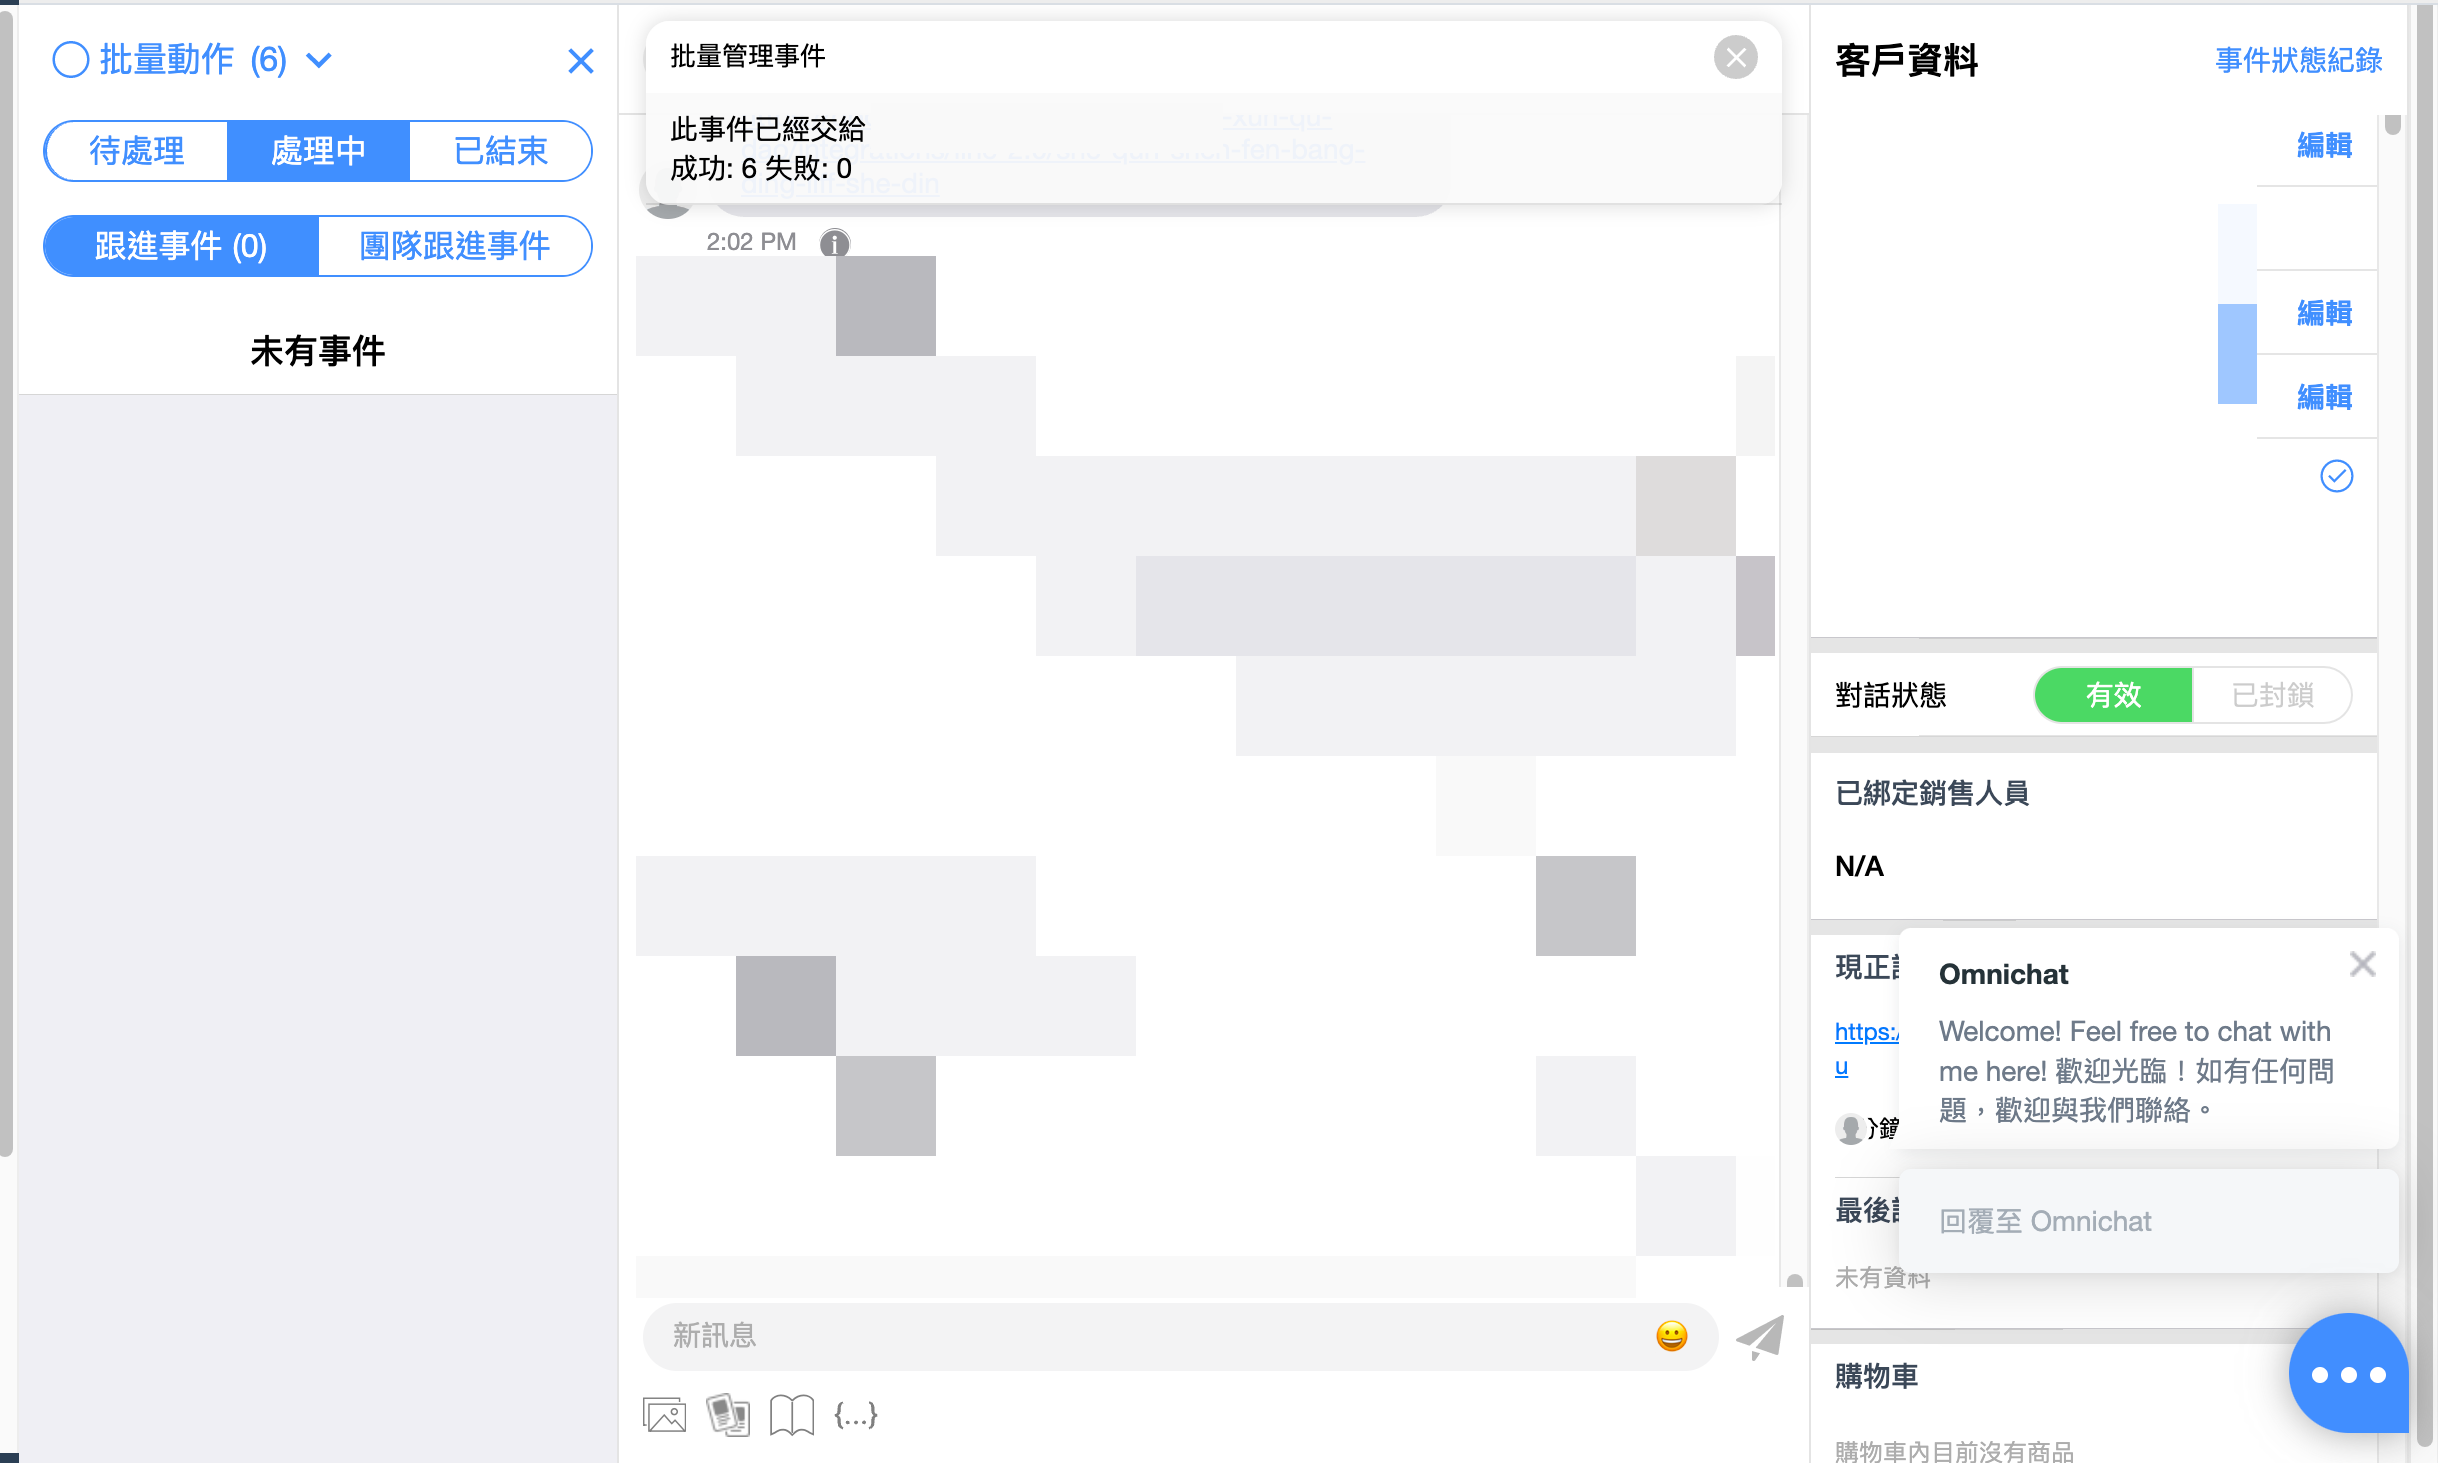 批量動作 (6)
待處理
處理中
已結束
跟進事件 (0)
團隊跟進事件
未有事件
批量管理事件
此事件已經交給
成功: 6 失敗: 0
2:02 PM
新訊息
{...}
客戶資料
事件狀態紀錄
編輯
編輯
編輯
對話狀態
有效
已封鎖
已綁定銷售人員
N/A
現正
https:/
u
分鐘
最後
未有資料
購物車
購物車內目前沒有商品
Omnichat
Welcome! Feel free to chat with
me here! 歡迎光臨！如有任何問
題，歡迎與我們聯絡。
回覆至 Omnichat